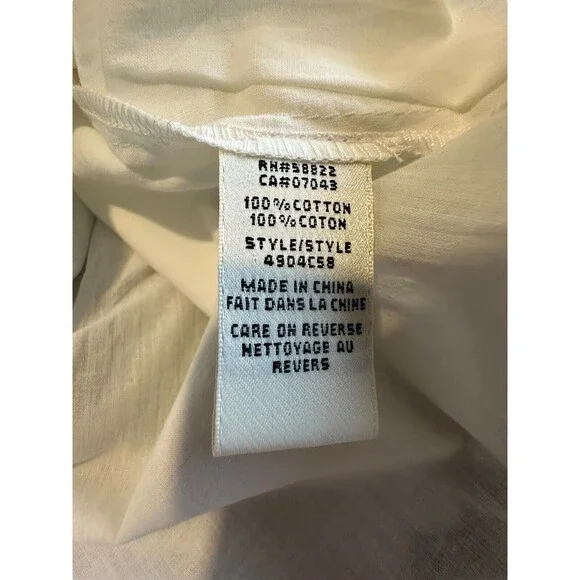 RN#58822
CA#07043
100% COTTON
100% COTON
STYLE/STYLE
4904C58
MADE IN CHINA
FAIT DANS LA CHINE
CARE ON REVERSE
NETTOYAGE AU
REVERS